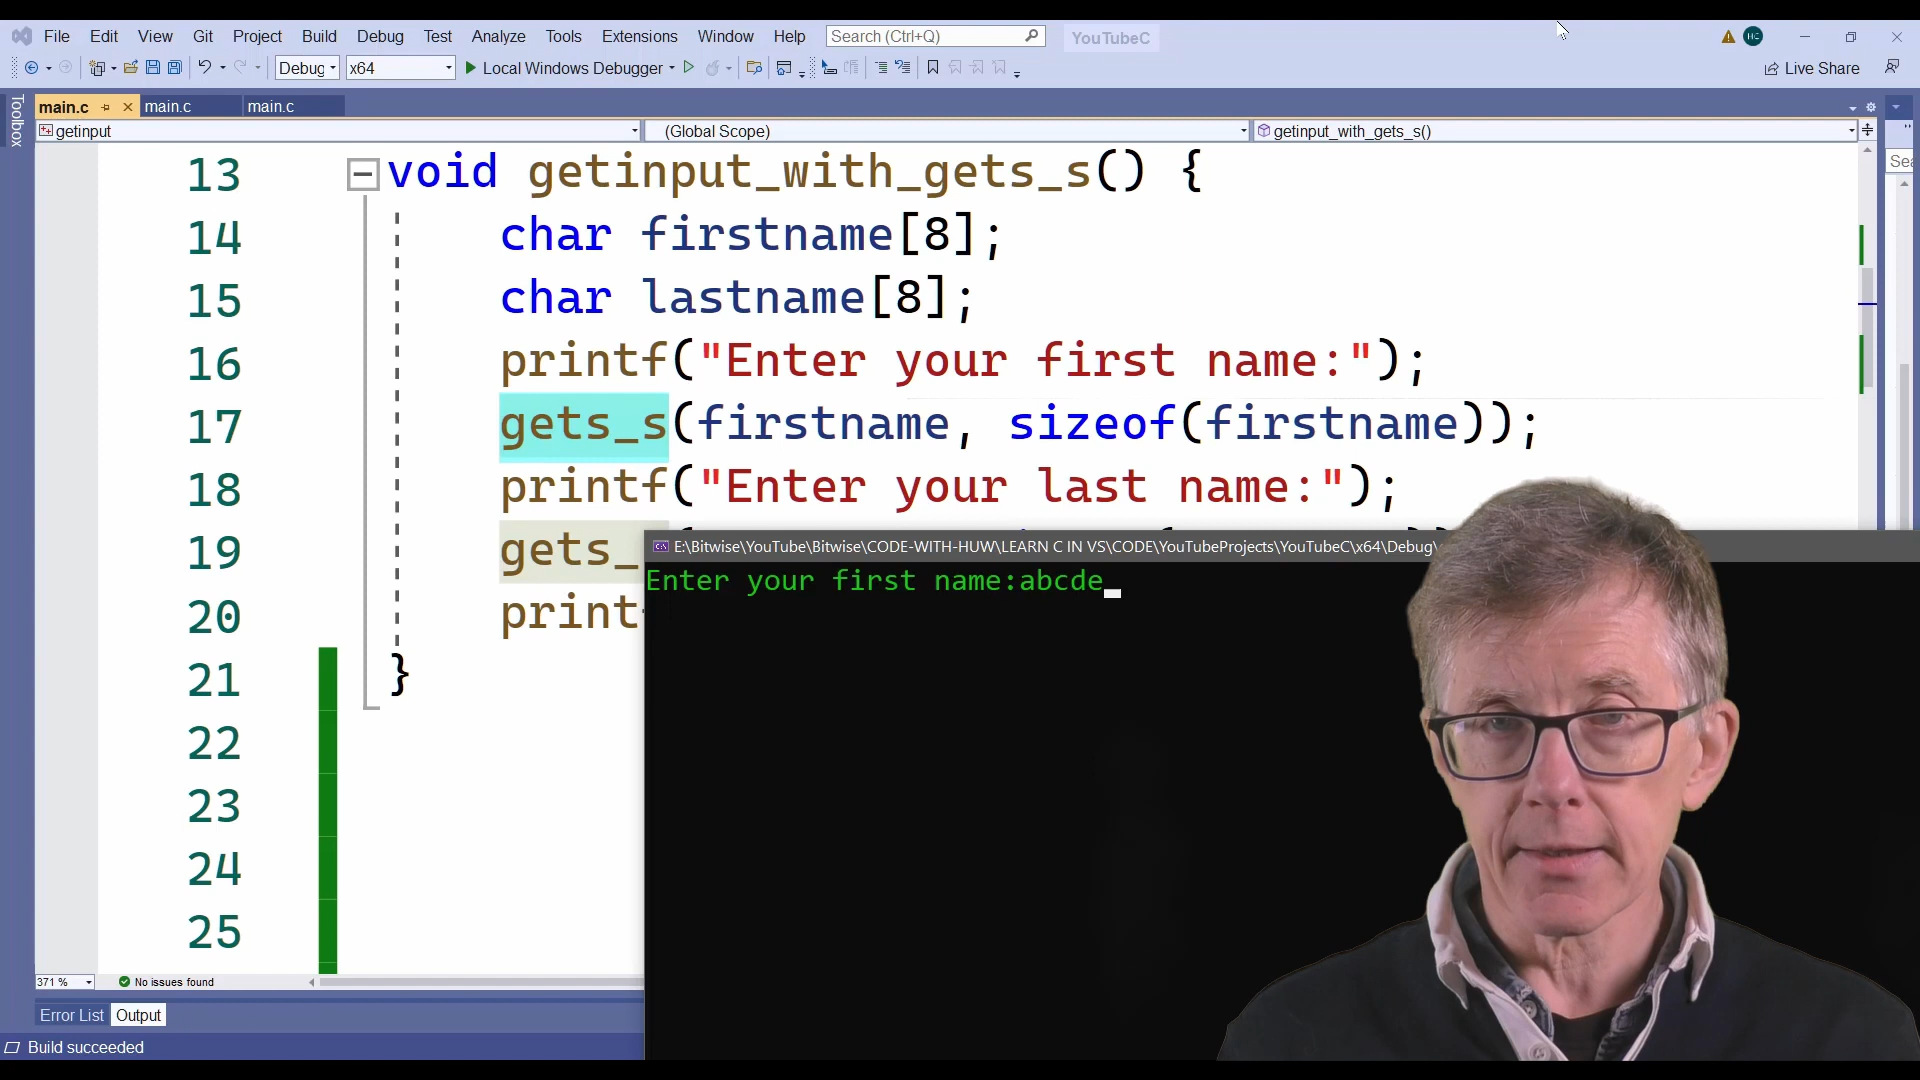 File Edit View Git Project Build Debug Test Analyze Tools Extensions Window Help Search (Ctrl+Q) YouTubeC HC
Debug x64 Local Windows Debugger Live Share
Toolbox
main.c main.c main.c
getinput (Global Scope) getinput_with_gets_s()
Sea
13 void getinput_with_gets_s() {
14 char firstname[8];
15 char lastname[8];
16 printf("Enter your first name:");
17 gets_s(firstname, sizeof(firstname));
18 printf("Enter your last name:");
19 gets_
20 print
21 }
22
23
24
25
E:\Bitwise\YouTube\Bitwise\CODE-WITH-HUW\LEARN C IN VS\CODE\YouTubeProjects\YouTubeC\x64\Debug\
Enter your first name:abcde
371 % No issues found
Error List Output
Build succeeded